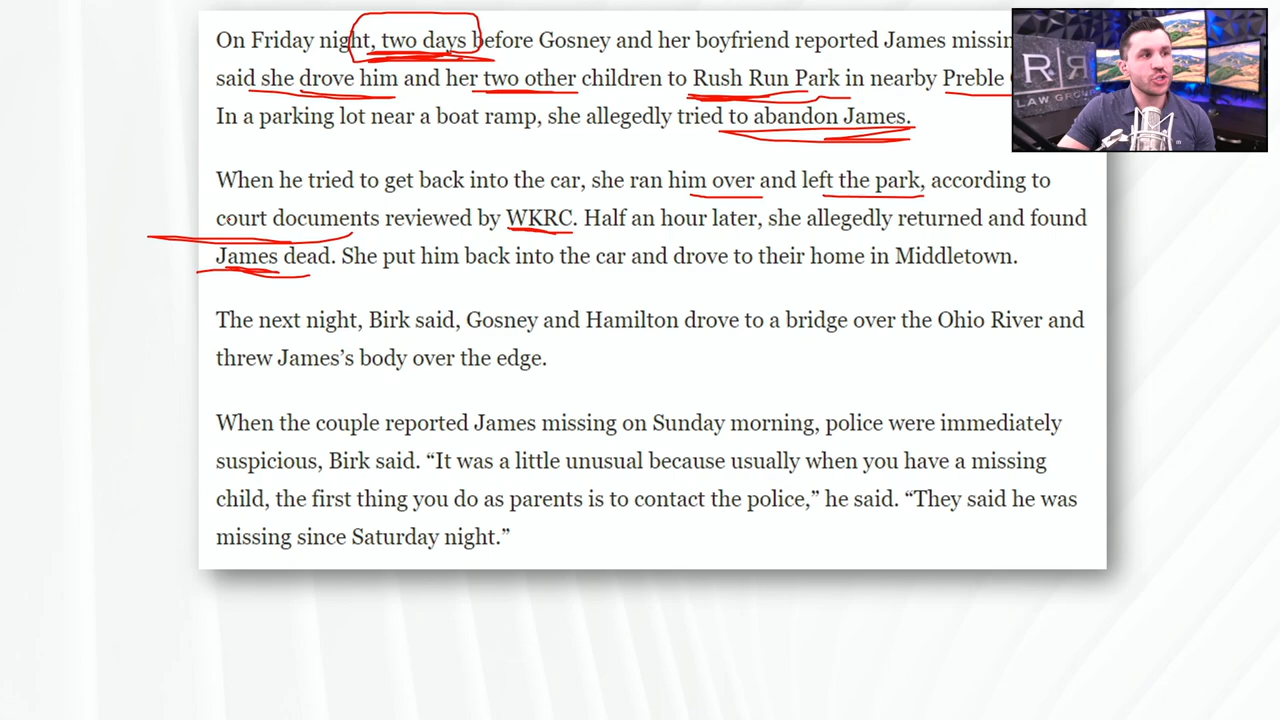 On Friday night, two days before Gosney and her boyfriend reported James
said she drove him and her two other children to Rush Run Park in nearby Preble
In a parking lot near a boat ramp, she allegedly tried to abandon James.
When he tried to get back into the car, she ran him over and left the park, according to
court documents reviewed by WKRC. Half an hour later, she allegedly returned and found
James dead. She put him back into the car and drove to their home in Middletown.
The next night, Birk said, Gosney and Hamilton drove to a bridge over the Ohio River and
threw James’s body over the edge.
When the couple reported James missing on Sunday morning, police were immediately
suspicious, Birk said. “It was a little unusual because usually when you have a missing
child, the first thing you do as parents is to contact the police,” he said. “They said he was
missing since Saturday night.”
R R
LAW GROU